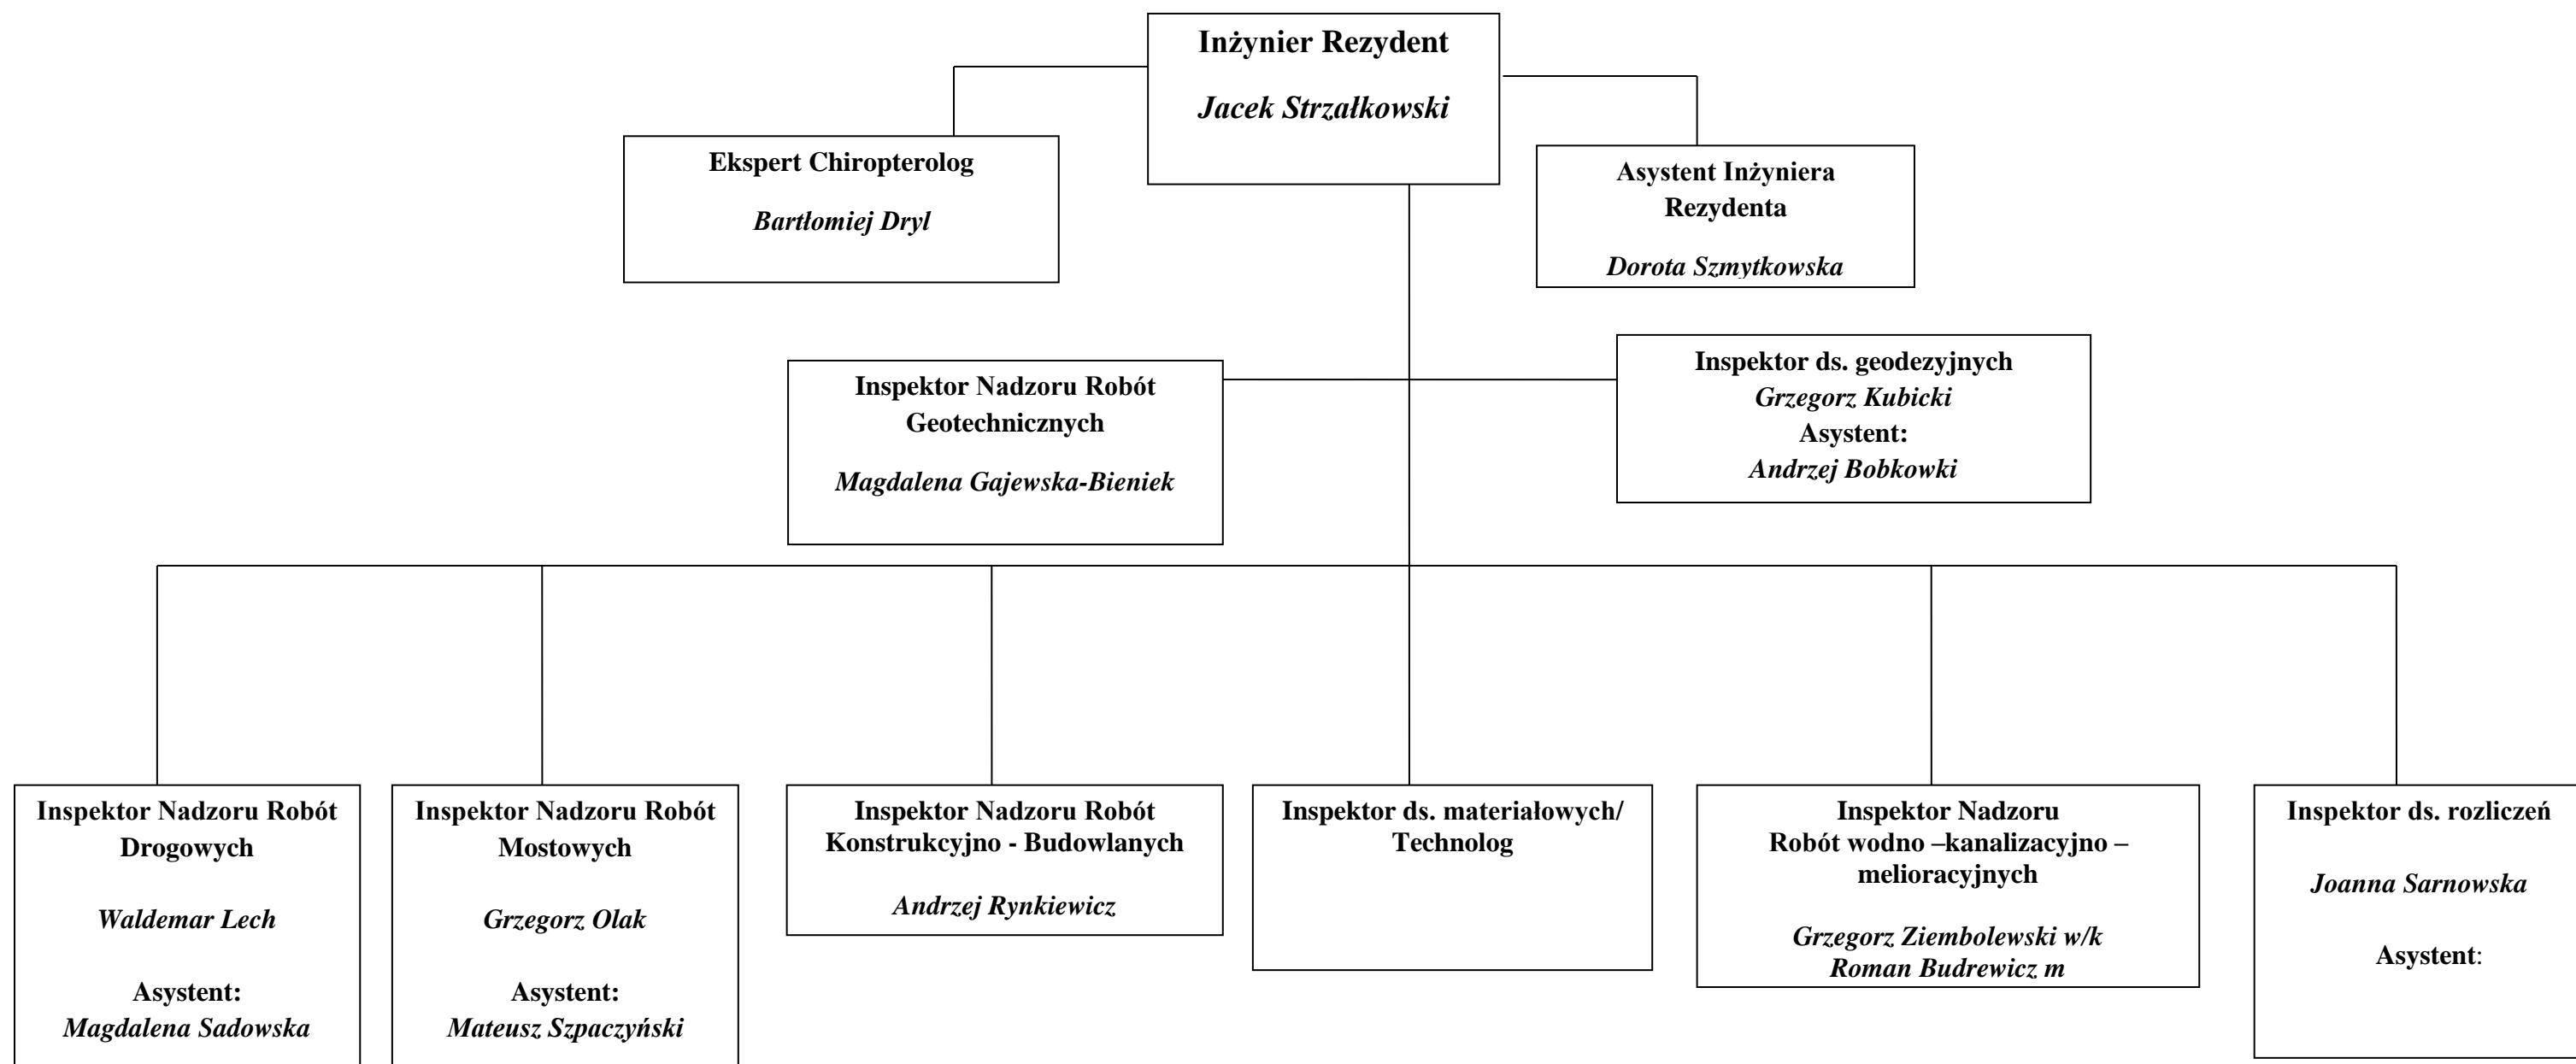 Inżynier Rezydent
Jacek Strzałkowski
Ekspert Chiropterolog
Bartłomiej Dryl
Asystent Inżyniera
Rezydenta
Dorota Szmytkowska
Inspektor Nadzoru Robót
Geotechnicznych
Magdalena Gajewska-Bieniek
Inspektor ds. geodezyjnych
Grzegorz Kubicki
Asystent:
Andrzej Bobkowki
Inspektor Nadzoru Robót
Drogowych
Waldemar Lech
Asystent:
Magdalena Sadowska
Inspektor Nadzoru Robót
Mostowych
Grzegorz Olak
Asystent:
Mateusz Szpaczyński
Inspektor Nadzoru Robót
Konstrukcyjno - Budowlanych
Andrzej Rynkiewicz
Inspektor ds. materiałowych/
Technolog
Inspektor Nadzoru
Robót wodno –kanalizacyjno –
melioracyjnych
Grzegorz Ziembolewski w/k
Roman Budrewicz m
Inspektor ds. rozliczeń
Joanna Sarnowska
Asystent: